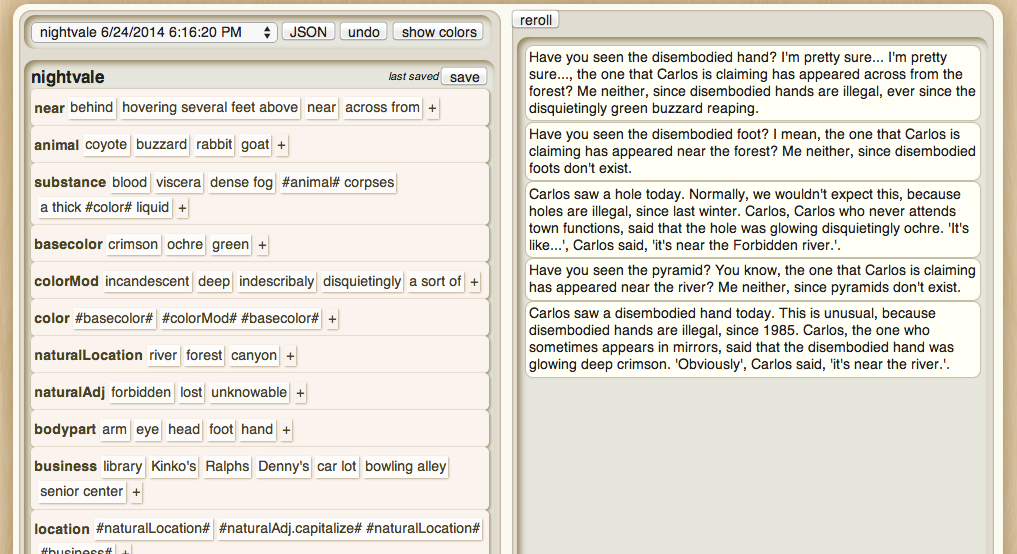 nightvale 6/24/2014 6:16:20 PM JSON undo show colors
nightvale last saved save
near behind hovering several feet above near across from +
animal coyote buzzard rabbit goat +
substance blood viscera dense fog #animal# corpses
a thick #color# liquid +
basecolor crimson ochre green +
colorMod incandescent deep indescribaly disquietingly a sort of +
color #basecolor# #colorMod# #basecolor# +
naturalLocation river forest canyon +
naturalAdj forbidden lost unknowable +
bodypart arm eye head foot hand +
business library Kinko's Ralphs Denny's car lot bowling alley
senior center +
location #naturalLocation# #naturalAdj.capitalize# #naturalLocation#
#business# +
reroll
Have you seen the disembodied hand? I'm pretty sure... I'm pretty
sure..., the one that Carlos is claiming has appeared across from the
forest? Me neither, since disembodied hands are illegal, ever since the
disquietingly green buzzard reaping.
Have you seen the disembodied foot? I mean, the one that Carlos is
claiming has appeared near the forest? Me neither, since disembodied
foots don't exist.
Carlos saw a hole today. Normally, we wouldn't expect this, because
holes are illegal, since last winter. Carlos, Carlos who never attends
town functions, said that the hole was glowing disquietingly ochre. 'It's
like...', Carlos said, 'it's near the Forbidden river.'.
Have you seen the pyramid? You know, the one that Carlos is claiming
has appeared near the river? Me neither, since pyramids don't exist.
Carlos saw a disembodied hand today. This is unusual, because
disembodied hands are illegal, since 1985. Carlos, the one who
sometimes appears in mirrors, said that the disembodied hand was
glowing deep crimson. 'Obviously', Carlos said, 'it's near the river.'.